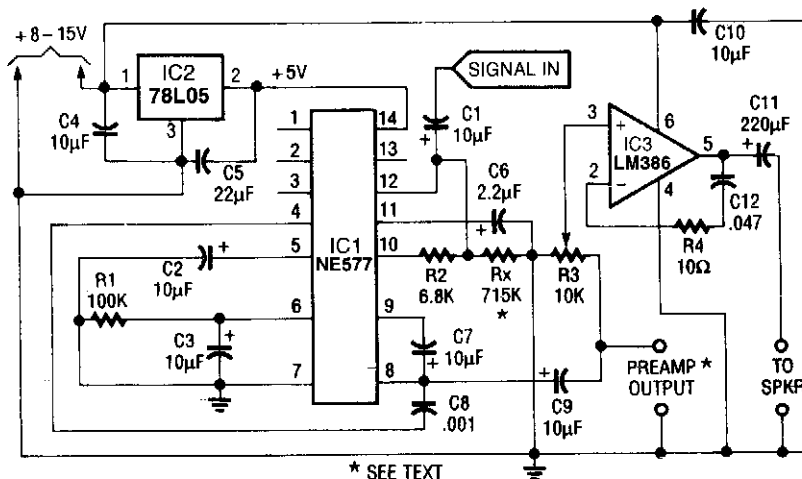 +8-15V
IC2
78L05
1
2
3
+5V
C4
10µF
C5
22µF
SIGNAL IN
C1
10µF
+
C10
10µF
+
1
2
3
4
5
6
7
14
13
12
11
10
9
8
IC1
NE577
C6
2.2µF
+
C2
10µF
+
R1
100K
C3
10µF
+
R2
6.8K
Rx
715K
*
R3
10K
C7
10µF
+
C8
.001
C9
10µF
+
3
2
+
−
6
5
4
IC3
LM386
C11
220µF
+
C12
.047
R4
10Ω
PREAMP *
OUTPUT
TO
SPKR
* SEE TEXT